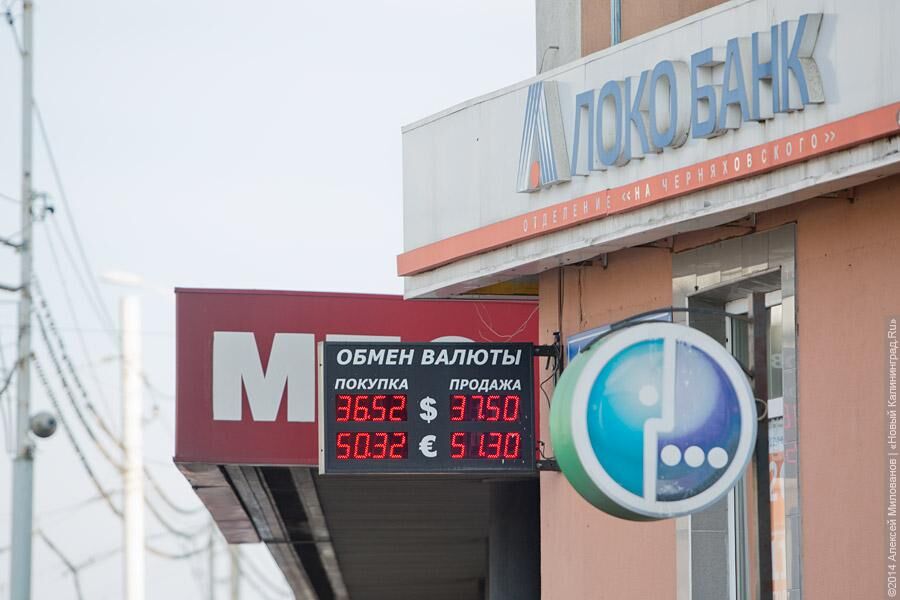 ЛОКО БАНК
ОТДЕЛЕНИЕ «НА ЧЕРНЯХОВСКОГО»
ОБМЕН ВАЛЮТЫ
ПОКУПКА ПРОДАЖА
36.52 $ 37.50
50.32 € 51.30
©2014 Алексей Милованов | «Новый Калининград.Ru»